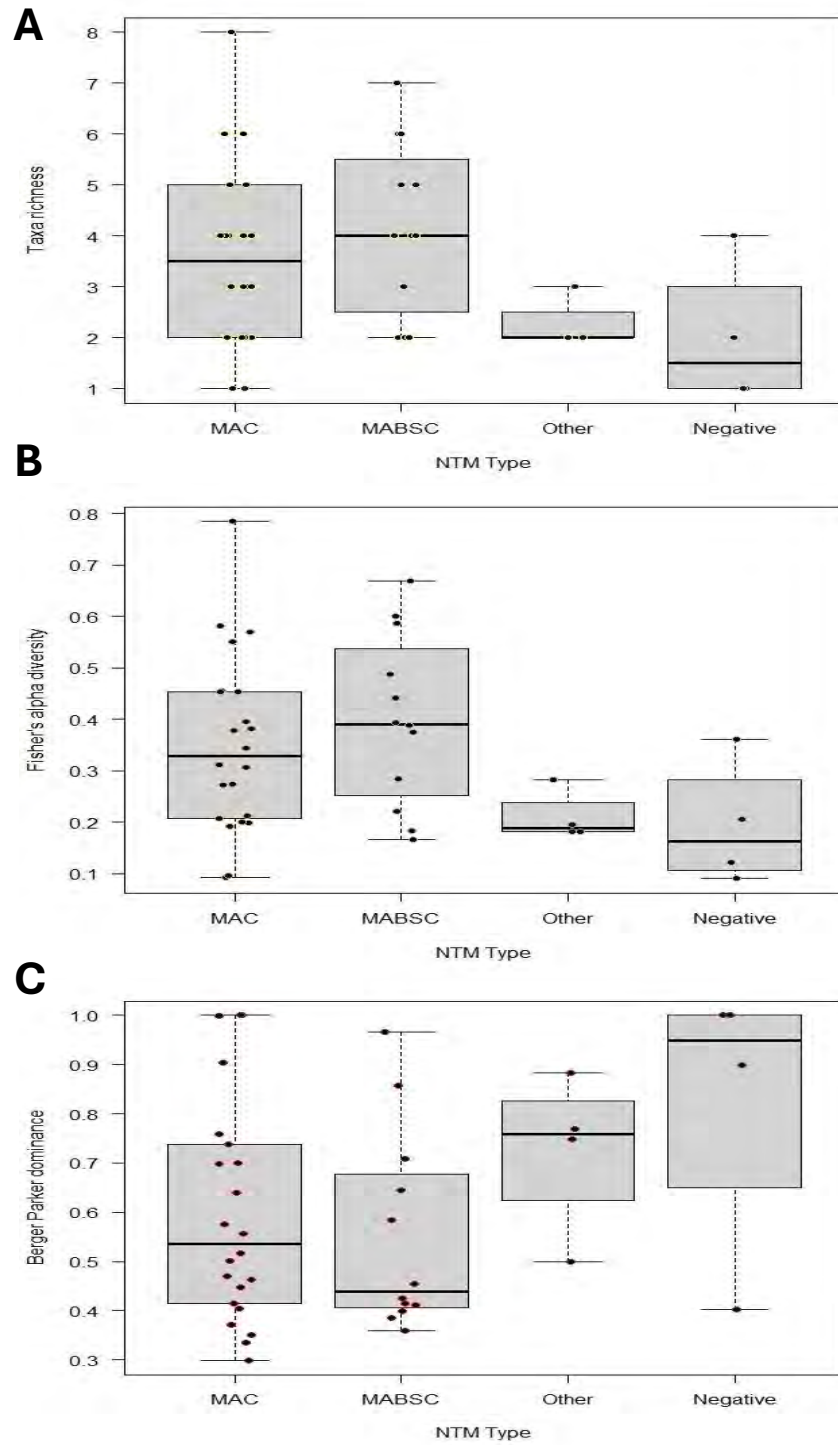 A
8
7
6
5
4
3
2
1
Taxa richness
MAC MABSC Other Negative
NTM Type
B
0.8
0.7
0.6
0.5
0.4
0.3
0.2
0.1
Fisher's alpha diversity
MAC MABSC Other Negative
NTM Type
C
1.0
0.9
0.8
0.7
0.6
0.5
0.4
0.3
Berger Parker dominance
MAC MABSC Other Negative
NTM Type